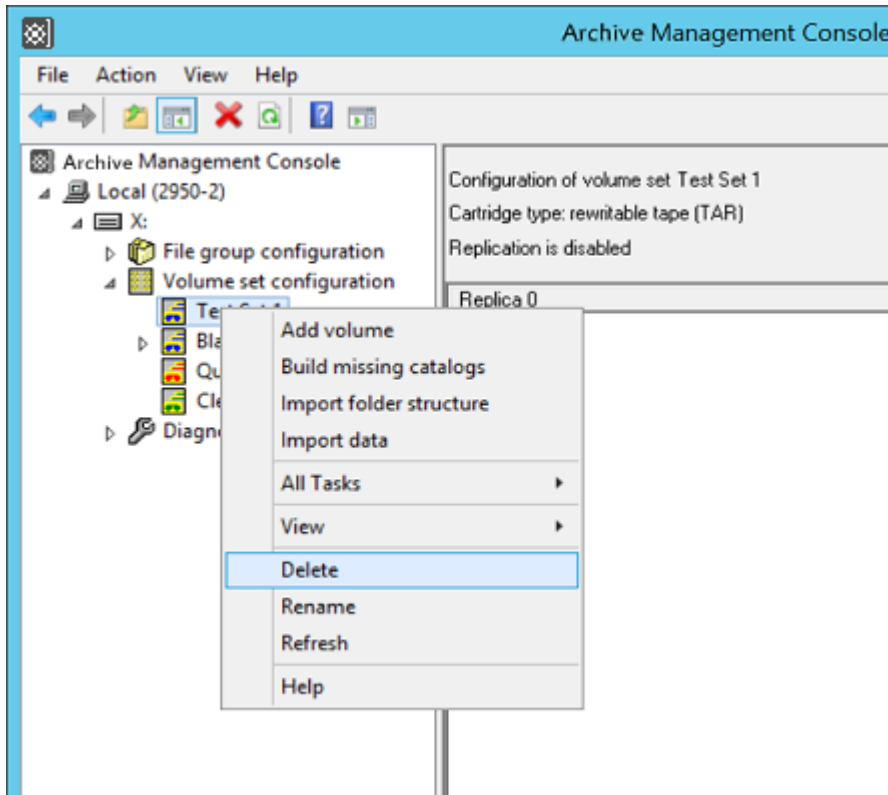 Archive Management Console
File Action View Help
Archive Management Console
Local (2950-2)
X:
File group configuration
Volume set configuration
Configuration of volume set Test Set 1
Cartridge type: rewritable tape (TAR)
Replication is disabled
Replica 0
Add volume
Build missing catalogs
Import folder structure
Import data
All Tasks
View
Delete
Rename
Refresh
Help